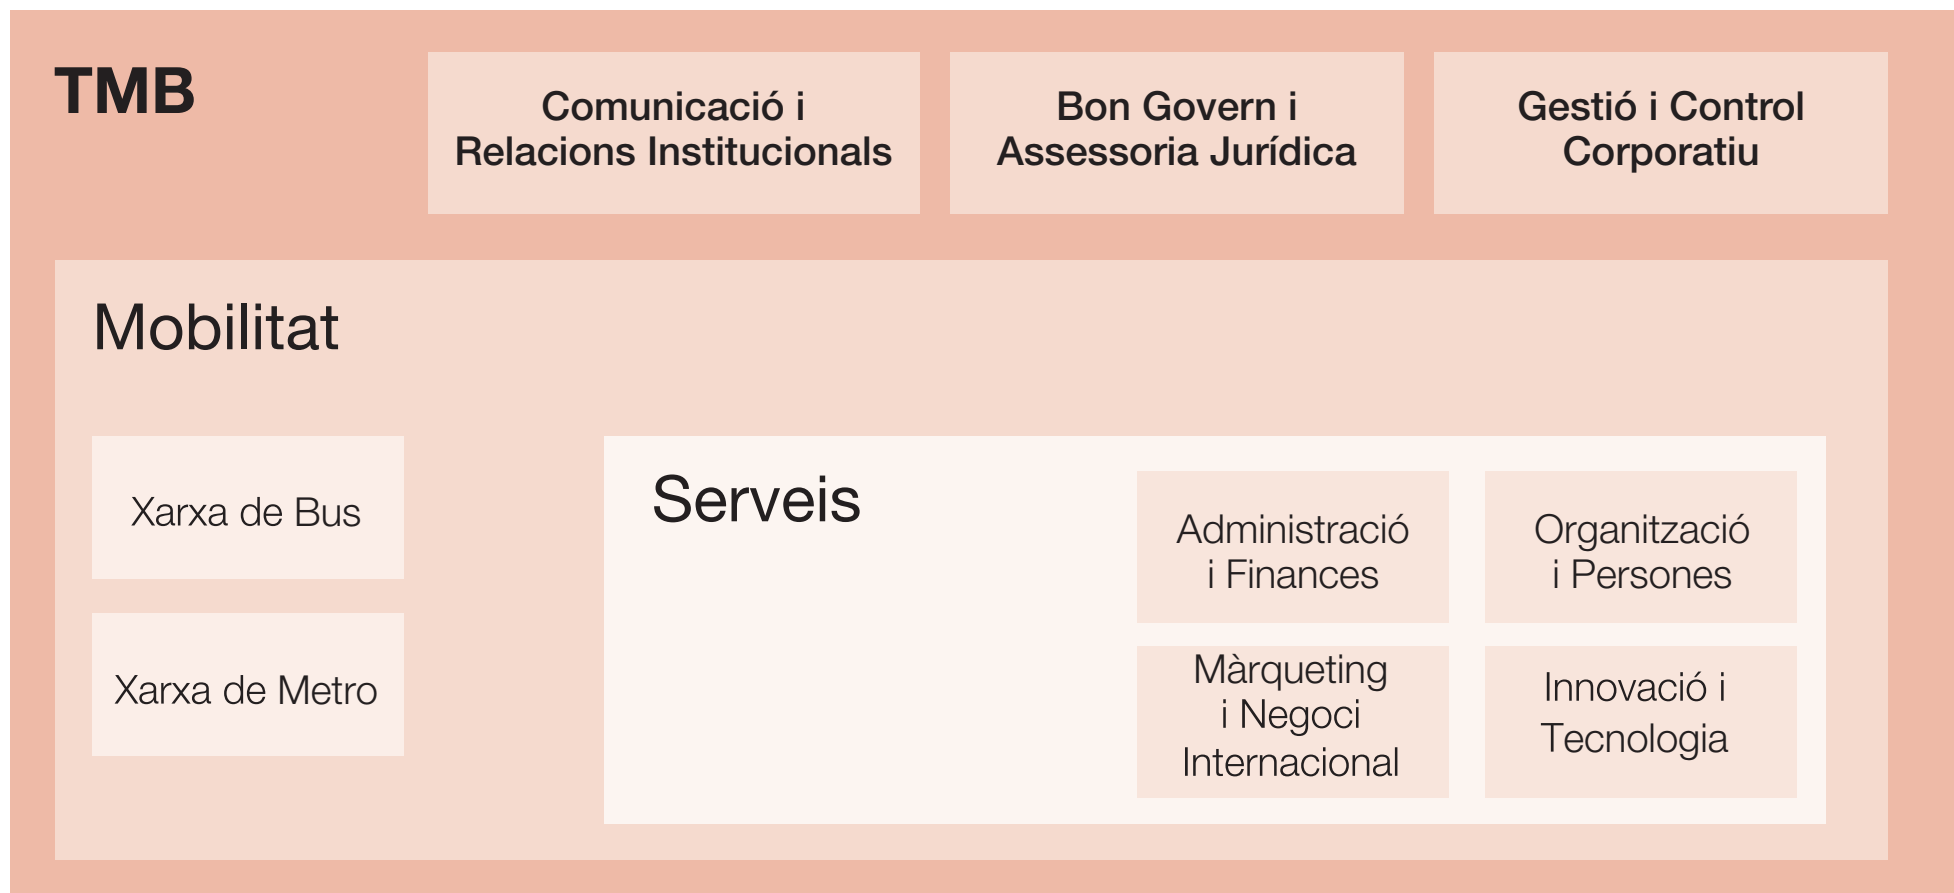 TMB
Comunicació i
Relacions Institucionals
Bon Govern i
Assessoria Jurídica
Gestió i Control
Corporatiu
Mobilitat
Xarxa de Bus
Xarxa de Metro
Serveis
Administració
i Finances
Organització
i Persones
Màrqueting
i Negoci
Internacional
Innovació i
Tecnologia